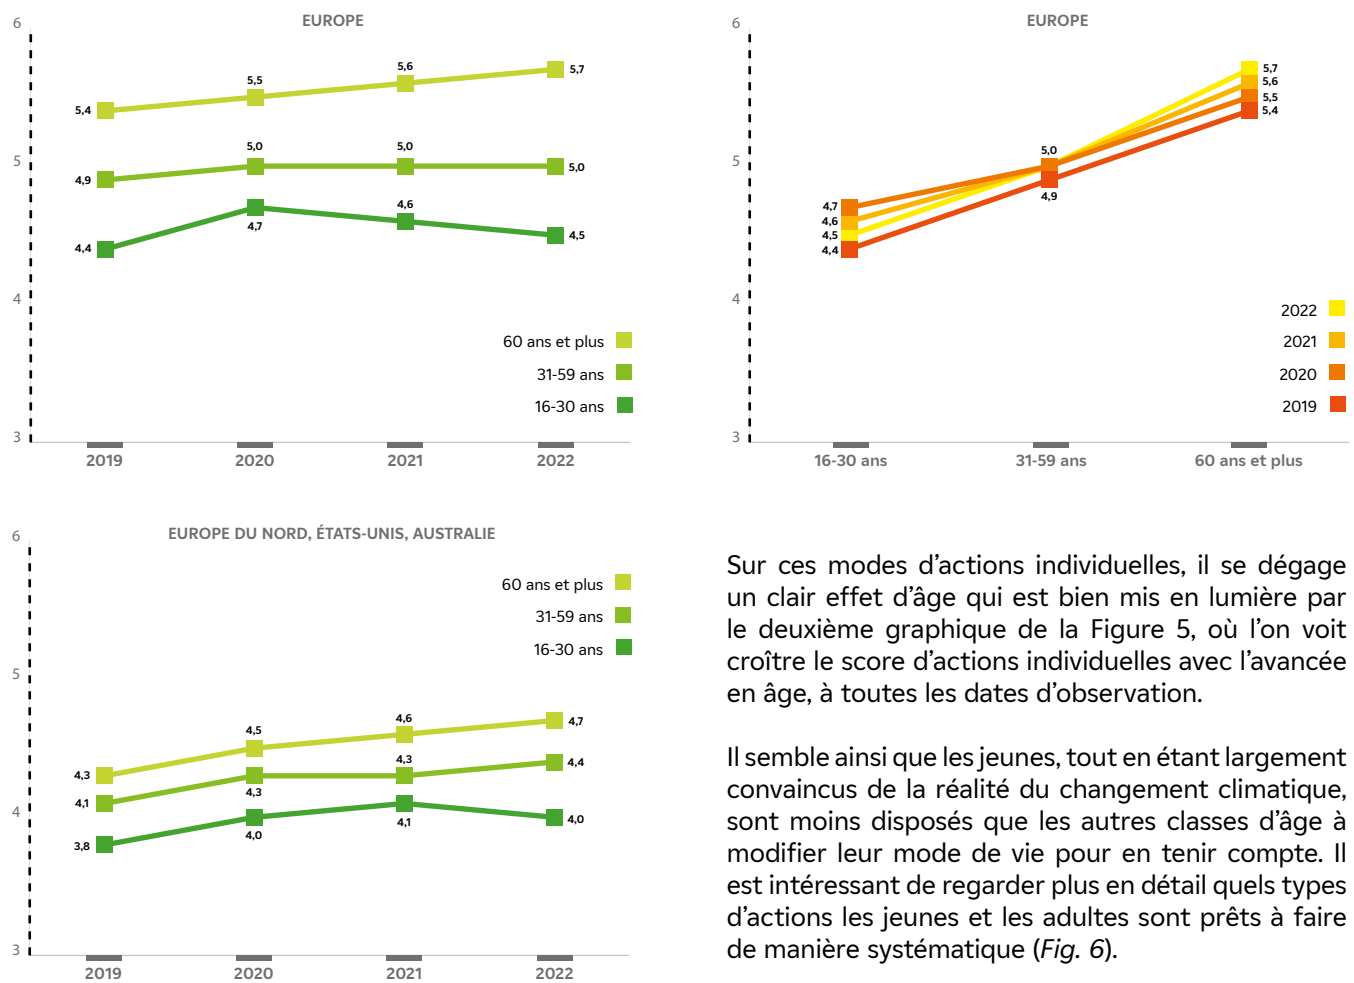 EUROPE
6
5
4
3
5,4
5,5
5,6
5,7
4,9
5,0
5,0
5,0
4,4
4,7
4,6
4,5
60 ans et plus
31-59 ans
16-30 ans
2019
2020
2021
2022
EUROPE
6
5
4
3
4,7
4,6
4,5
4,4
5,0
4,9
5,7
5,6
5,5
5,4
2022
2021
2020
2019
16-30 ans
31-59 ans
60 ans et plus
EUROPE DU NORD, ÉTATS-UNIS, AUSTRALIE
6
5
4
3
60 ans et plus
31-59 ans
16-30 ans
4,3
4,5
4,6
4,7
4,1
4,3
4,3
4,4
3,8
4,0
4,1
4,0
2019
2020
2021
2022
Sur ces modes d’actions individuelles, il se dégage
un clair effet d’âge qui est bien mis en lumière par
le deuxième graphique de la Figure 5, où l’on voit
croître le score d’actions individuelles avec l’avancée
en âge, à toutes les dates d’observation.
Il semble ainsi que les jeunes, tout en étant largement
convaincus de la réalité du changement climatique,
sont moins disposés que les autres classes d’âge à
modifier leur mode de vie pour en tenir compte. Il
est intéressant de regarder plus en détail quels types
d’actions les jeunes et les adultes sont prêts à faire
de manière systématique (Fig. 6).